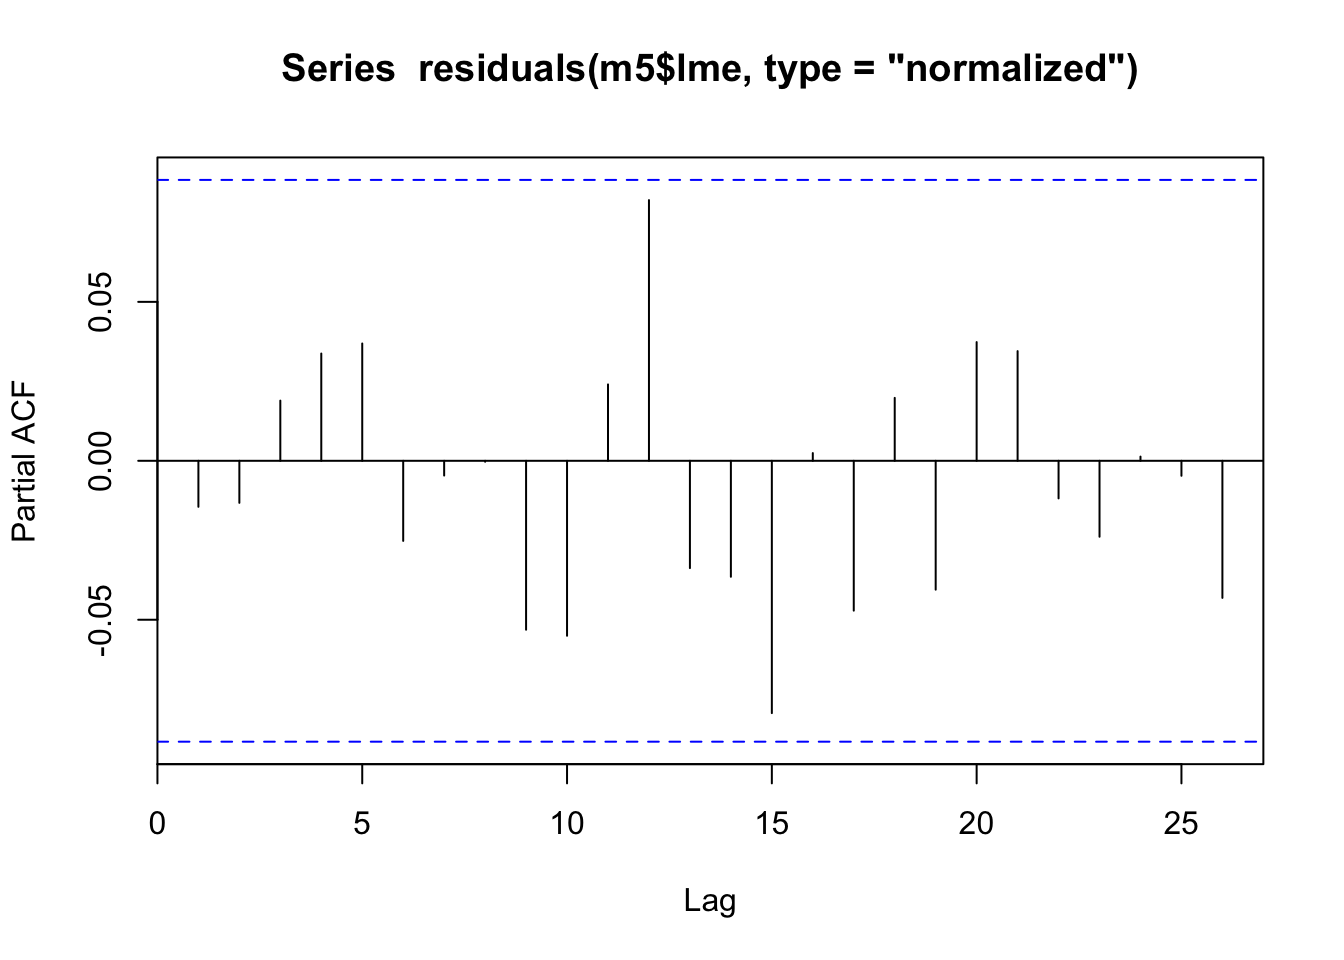 Series  residuals(m5$lme, type = "normalized")
Partial ACF
0.05
0.00
-0.05
0 5 10 15 20 25
Lag